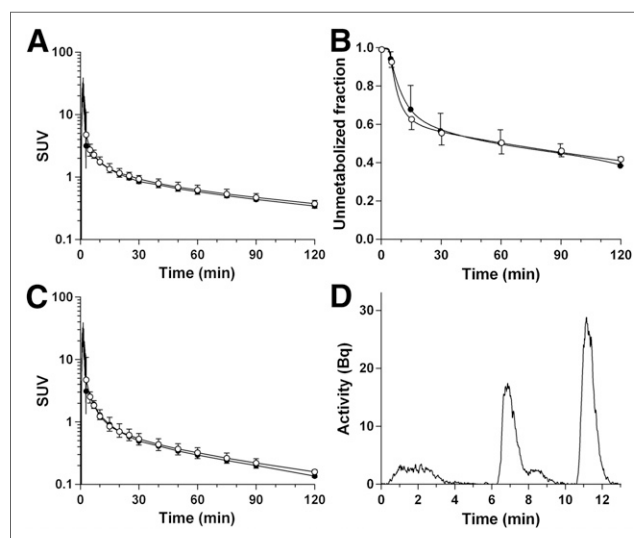 A
100
10
1
0.1
SUV
0 30 60 90 120
Time (min)
B
1.0
0.8
0.6
0.4
0.2
0.0
Unmetabolized fraction
0 30 60 90 120
Time (min)
C
100
10
1
0.1
SUV
0 30 60 90 120
Time (min)
D
30
20
10
0
Activity (Bq)
0 2 4 6 8 10 12
Time (min)